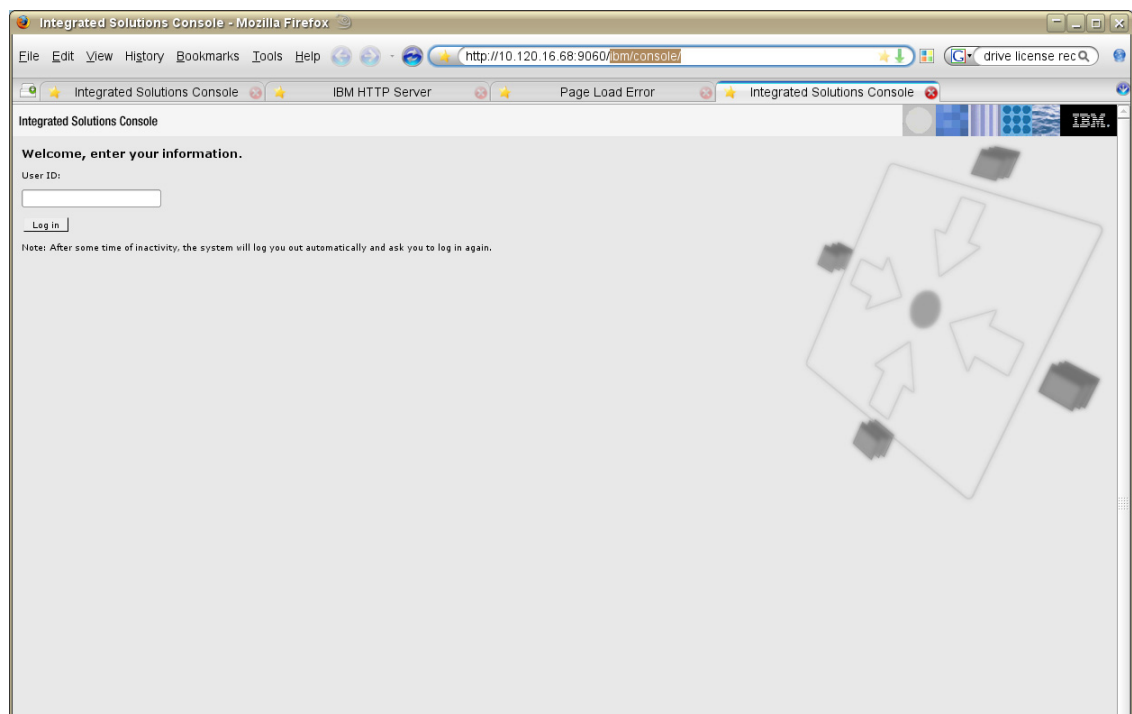 Integrated Solutions Console - Mozilla Firefox
File Edit View History Bookmarks Tools Help http://10.120.16.68:9060/ibm/console/ G drive license rec
Integrated Solutions Console IBM HTTP Server Page Load Error Integrated Solutions Console
Integrated Solutions Console IBM.
Welcome, enter your information.
User ID:
Log in
Note: After some time of inactivity, the system will log you out automatically and ask you to log in again.